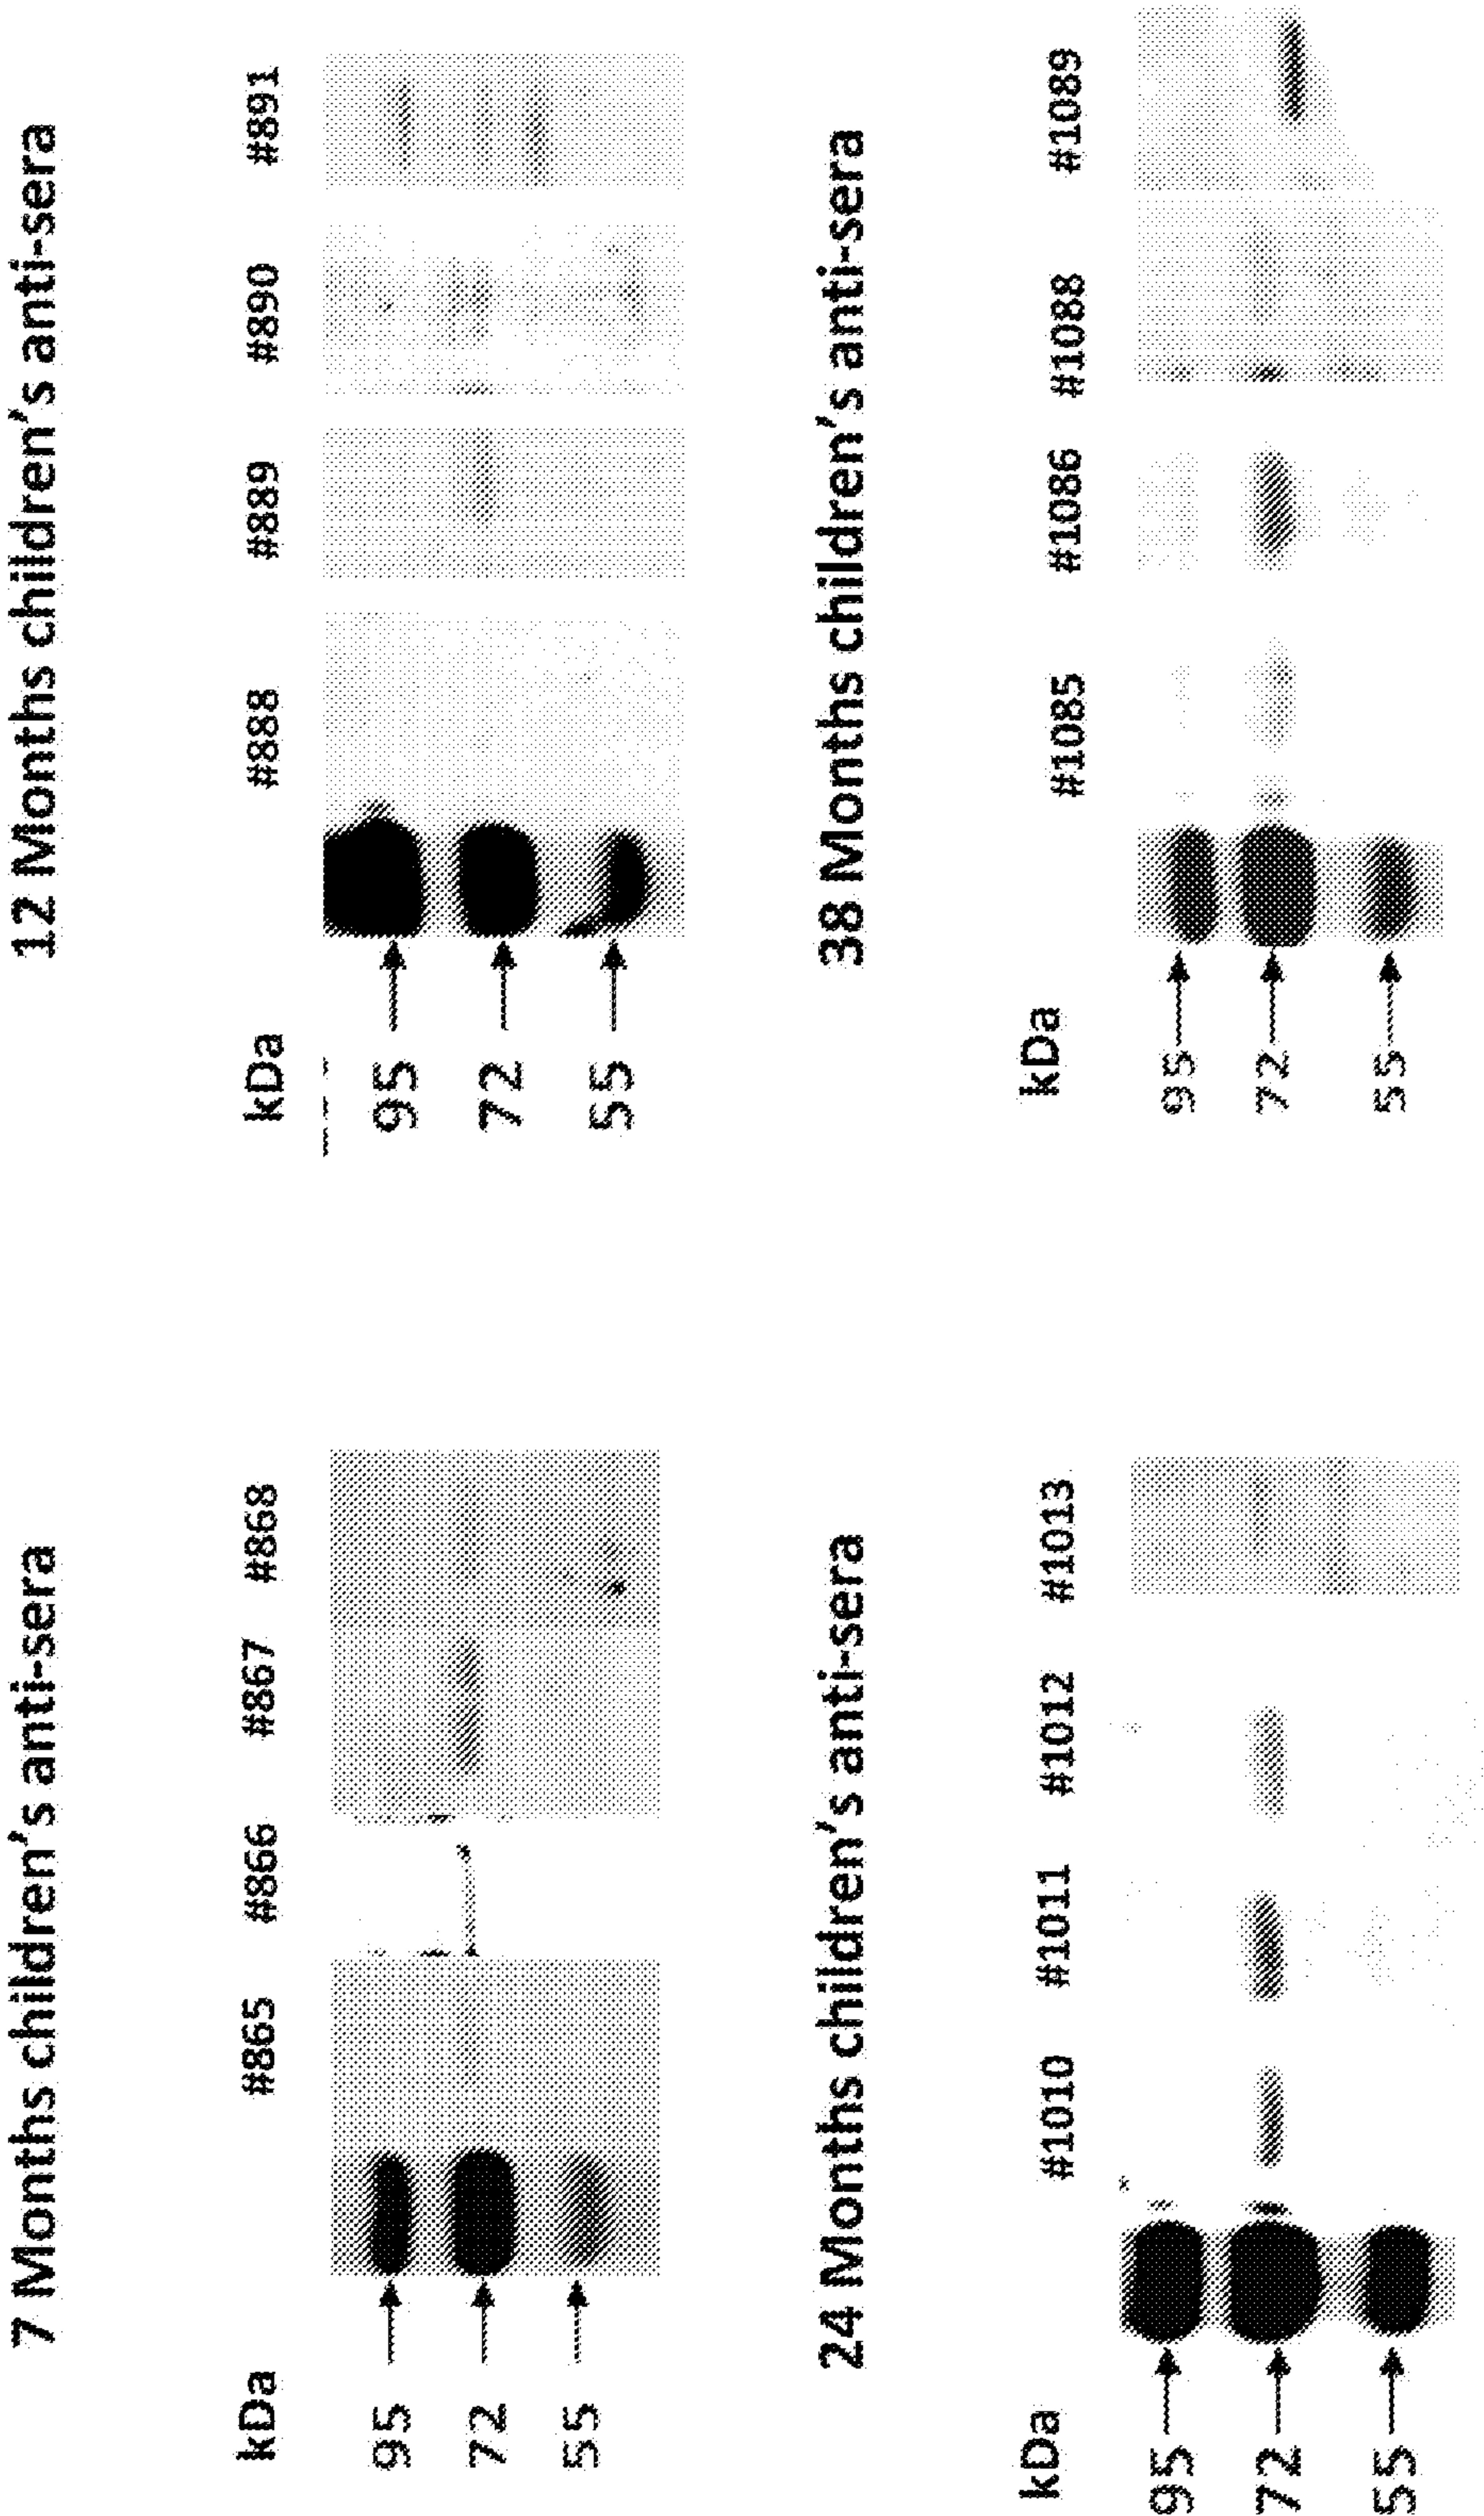 7 Months children's anti-sera
kDa #865 #866 #867 #868
95
72
55
12 Months children's anti-sera
kDa #888 #889 #890 #891
95
72
55
24 Months children's anti-sera
kDa #1010 #1011 #1012 #1013
95
72
55
38 Months children's anti-sera
kDa #1085 #1086 #1088 #1089
95
72
55